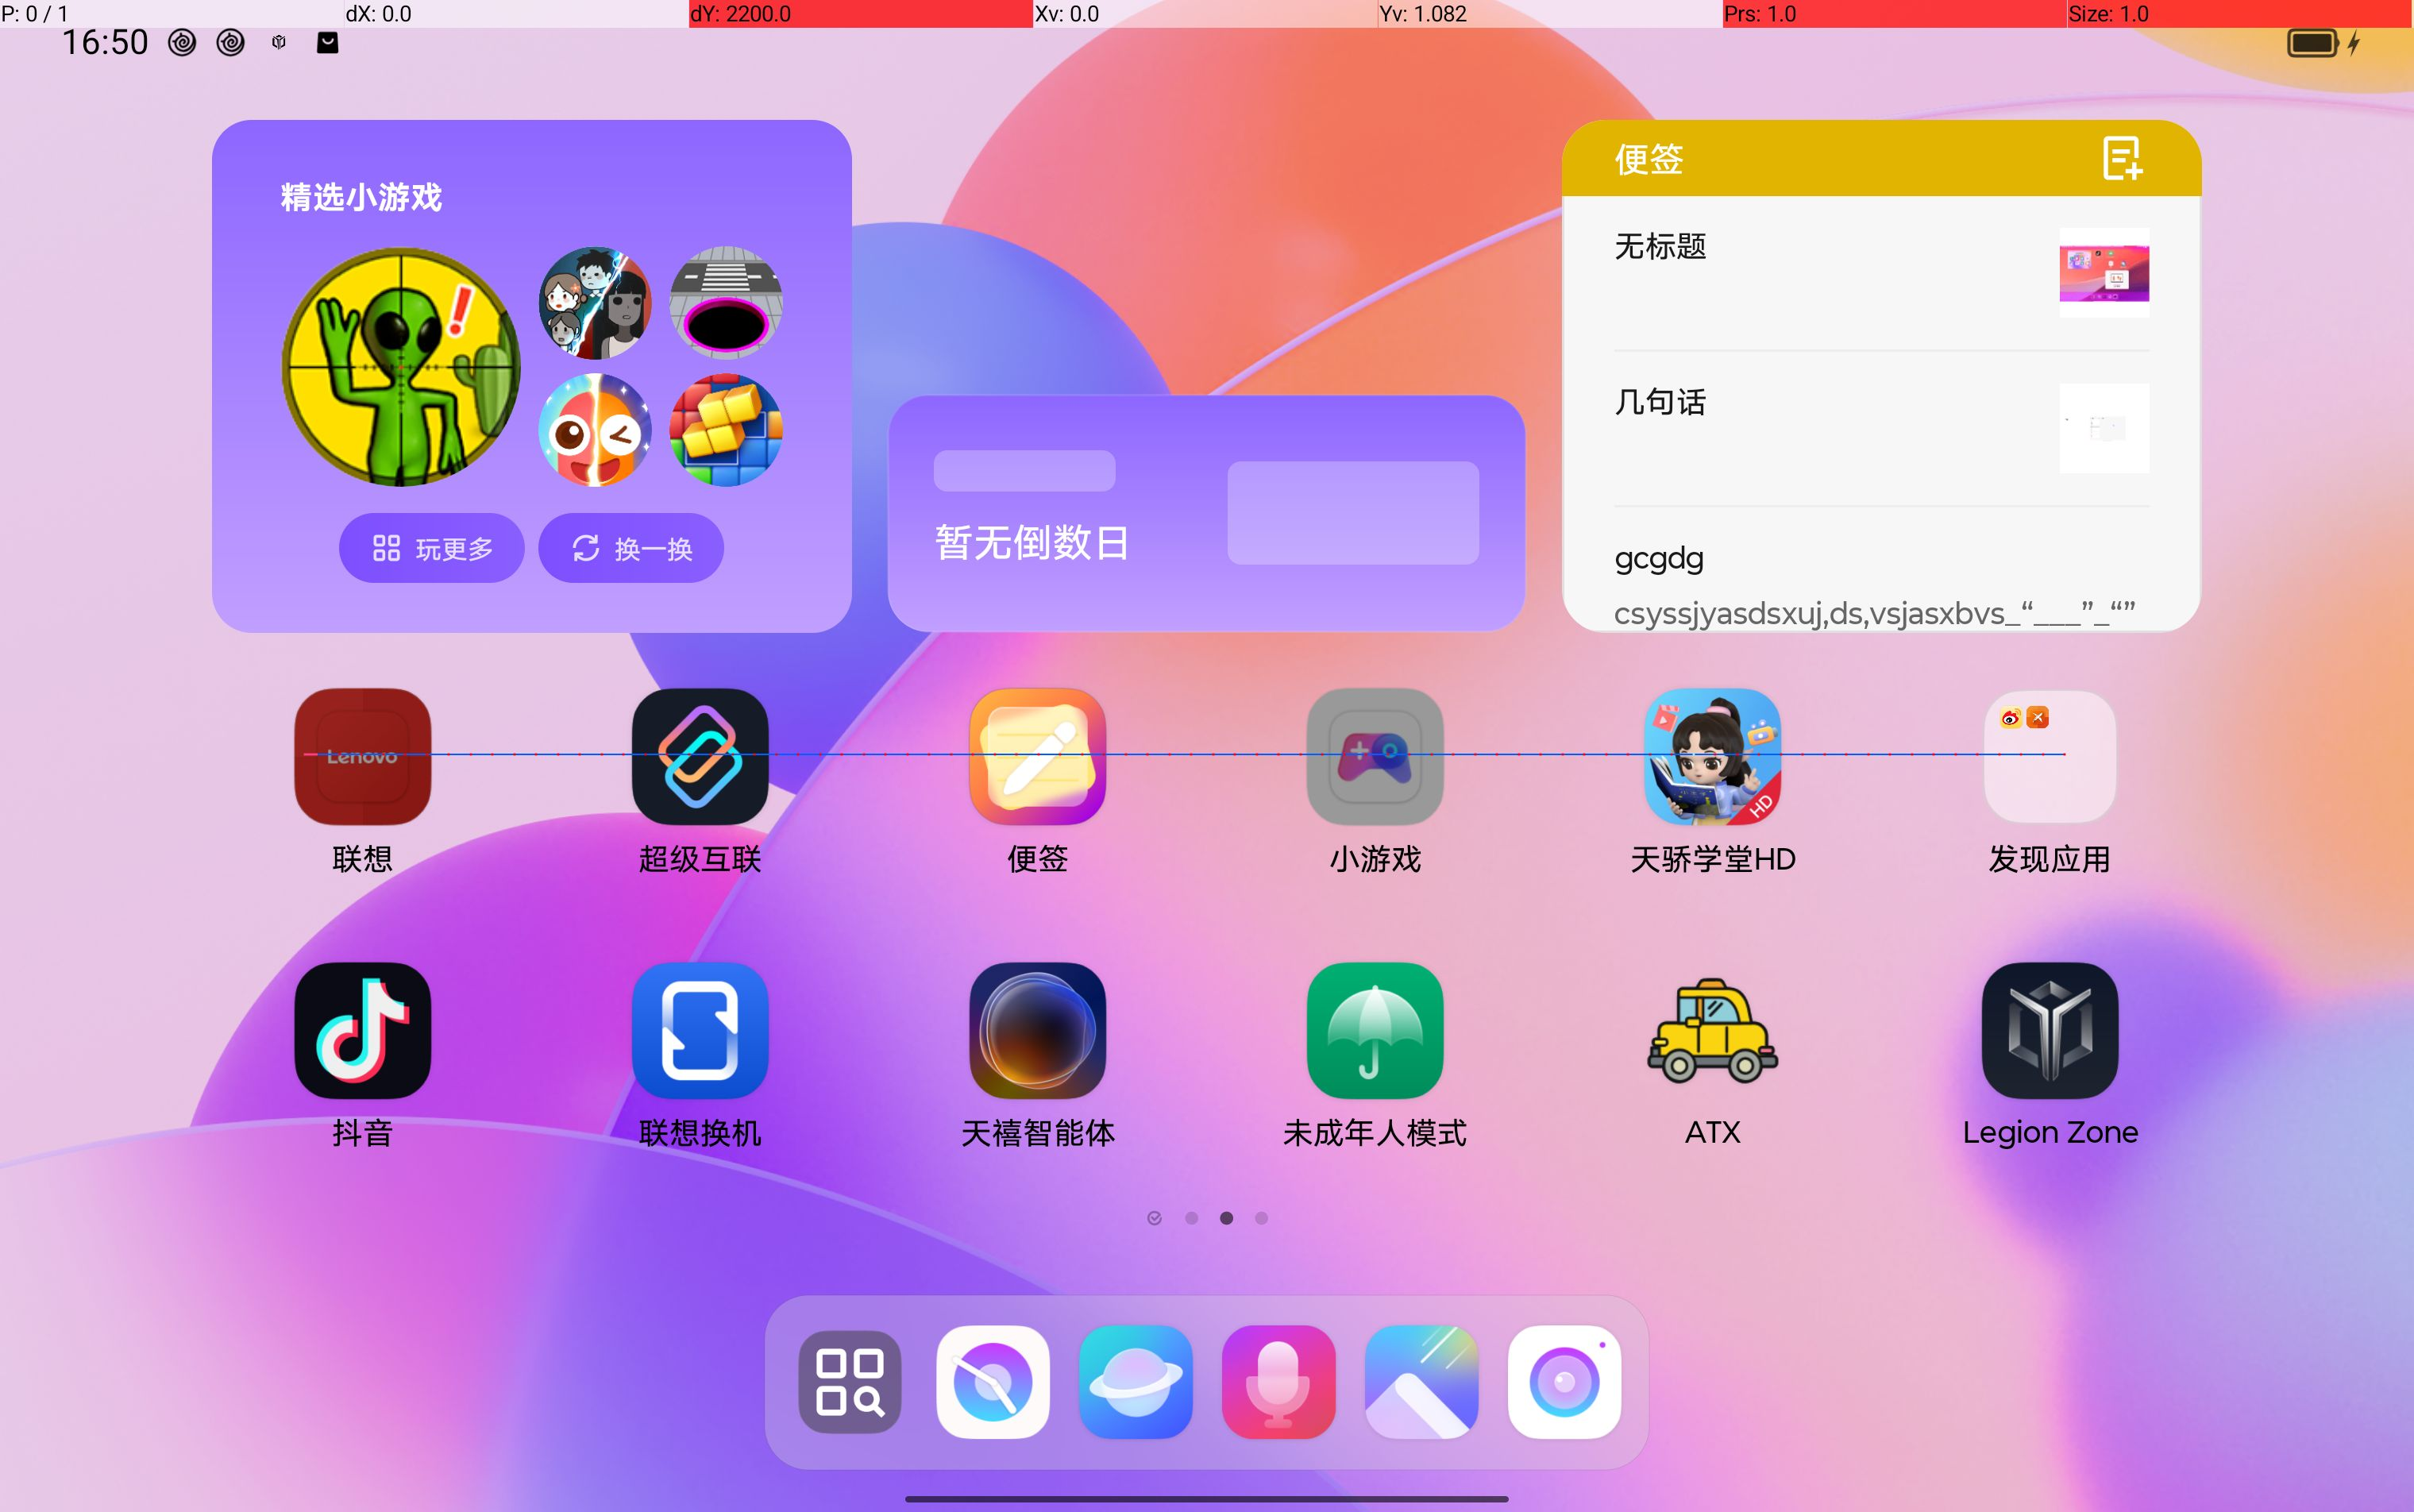 P: 0 / 1
dX: 0.0
dY: 2200.0
Xv: 0.0
Yv: 1.082
Prs: 1.0
Size: 1.0
16:50
精选小游戏
玩更多
换一换
暂无倒数日
便签
无标题
几句话
gcgdg
csyssjyasdsxuj,ds,vsjasxbvs_“___”_“”
Lenovo
HD
联想
超级互联
便签
小游戏
天骄学堂HD
发现应用
抖音
联想换机
天禧智能体
未成年人模式
ATX
Legion Zone